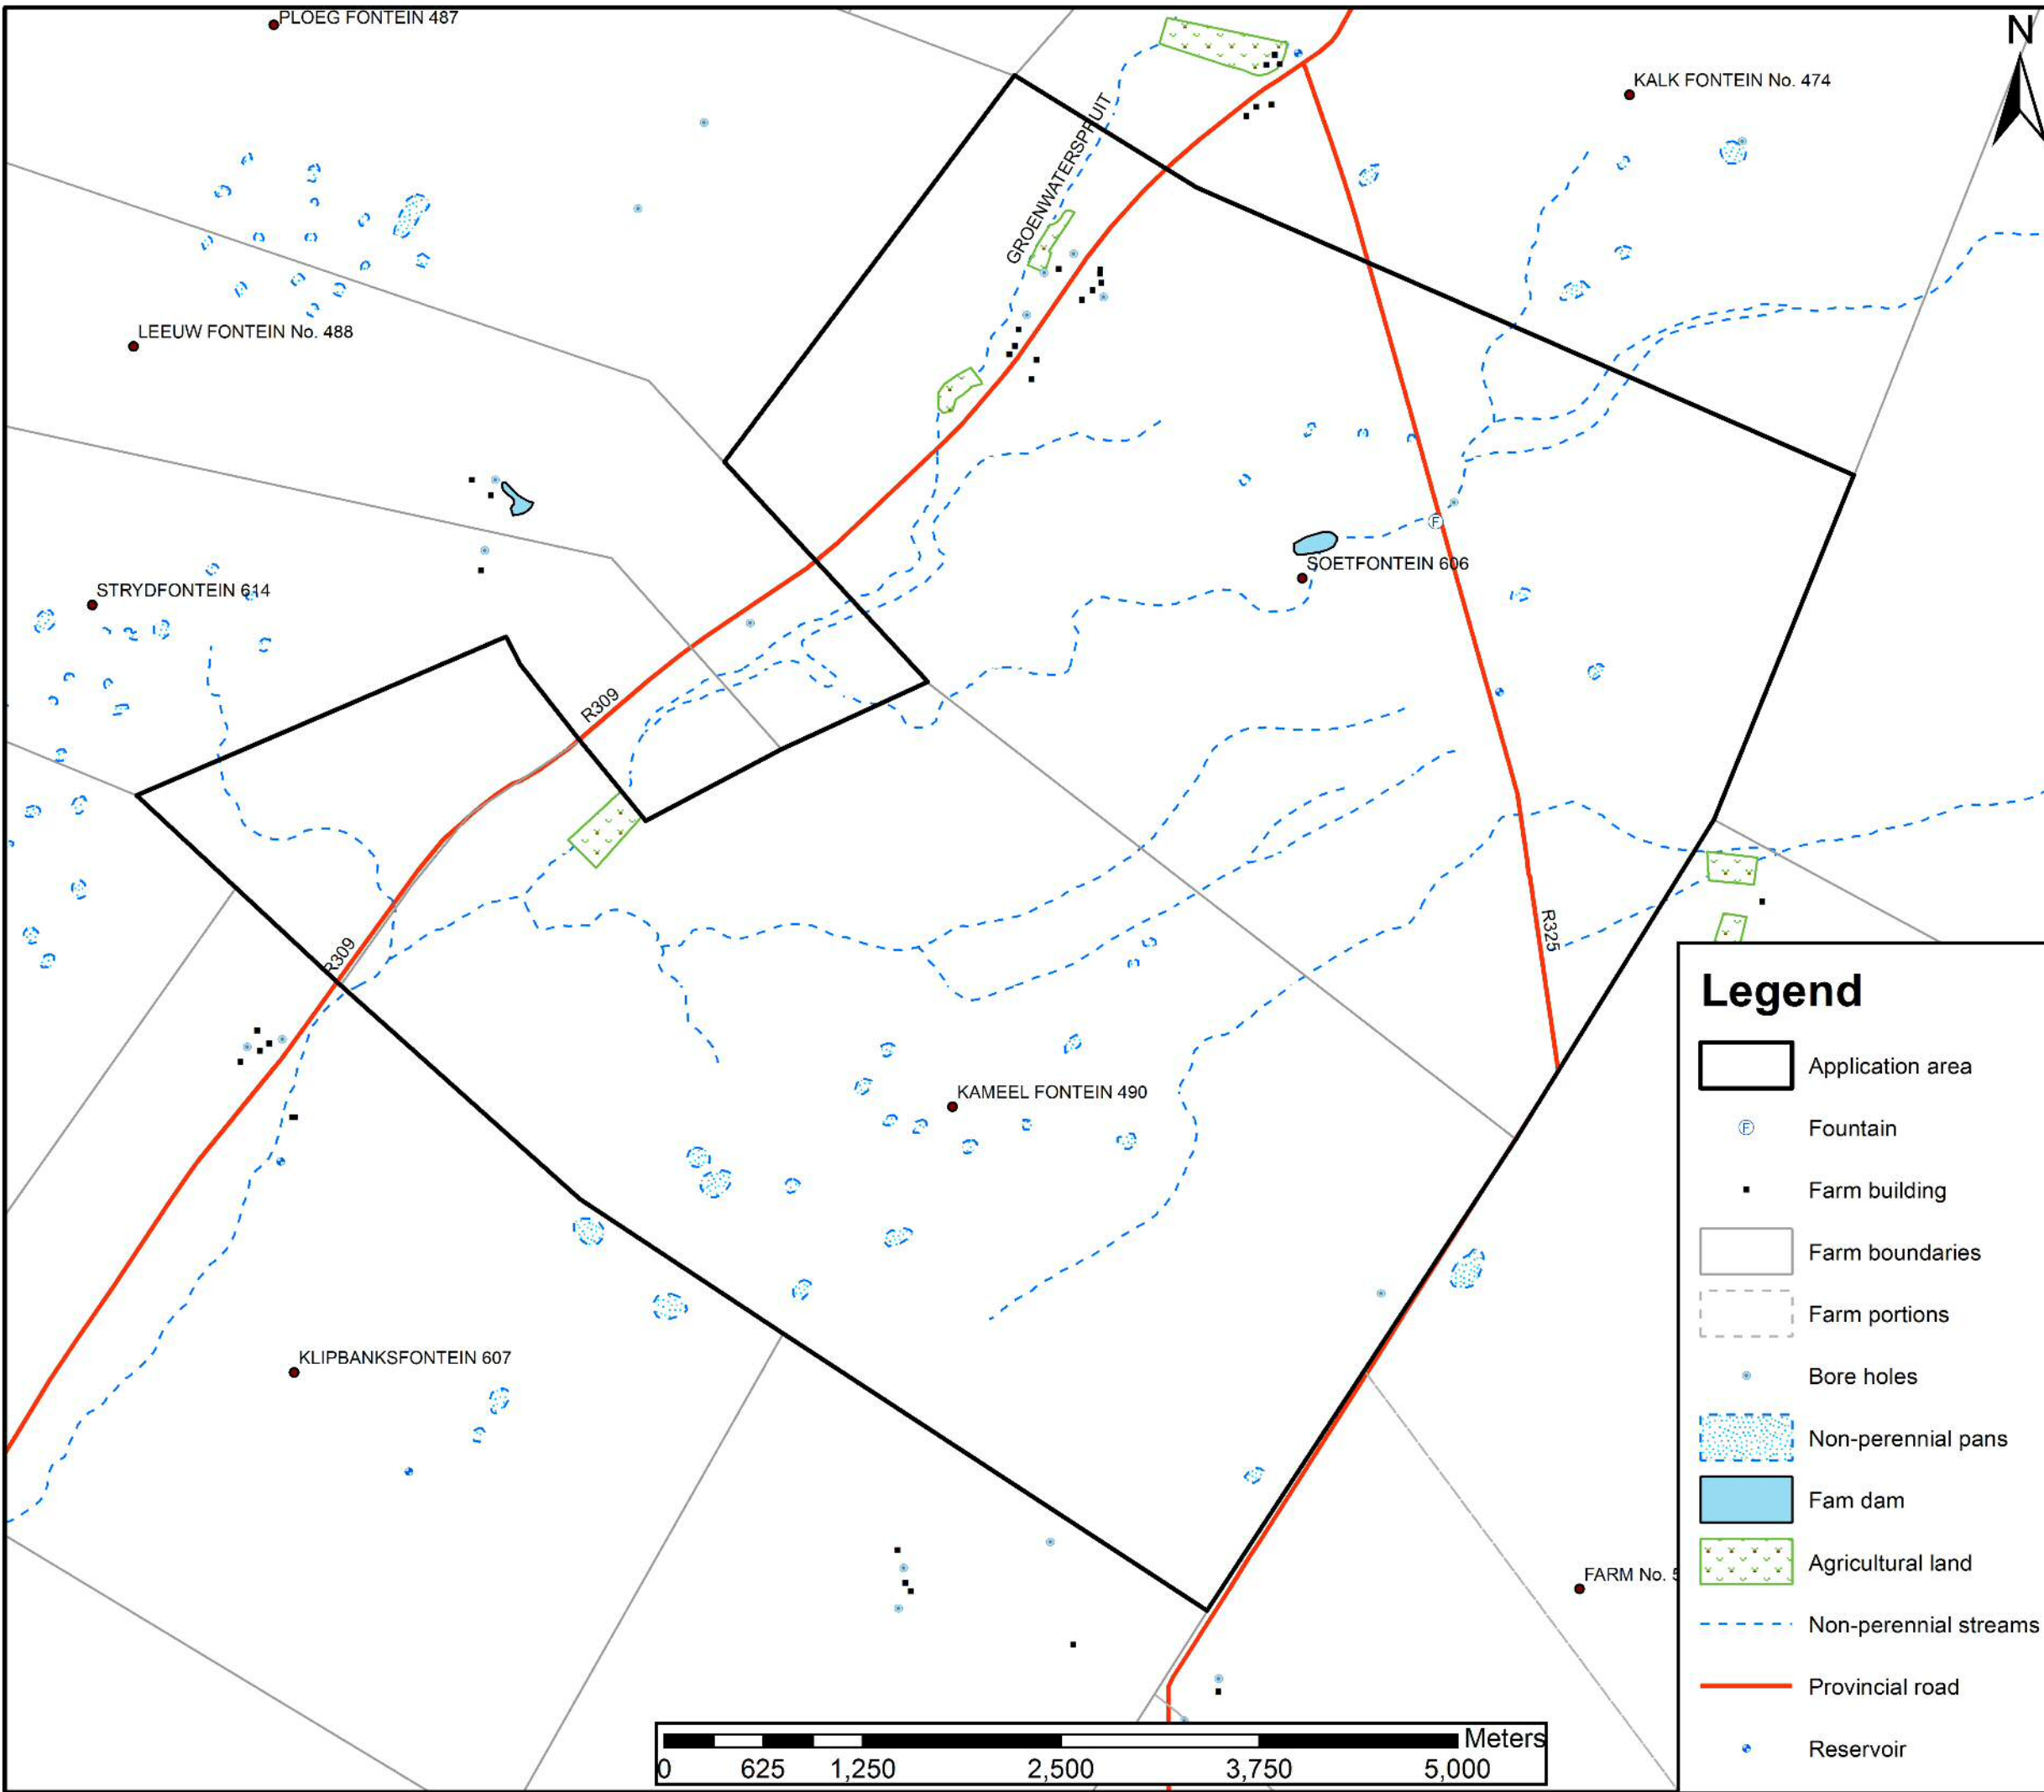 PLOEG FONTEIN 487
N
KALK FONTEIN No. 474
GROENWATERSPRUIT
LEEUW FONTEIN No. 488
SOETFONTEIN 606
STRYDFONTEIN 614
R309
R325
R309
Legend
Application area
Fountain
Farm building
Farm boundaries
Farm portions
Bore holes
Non-perennial pans
Fam dam
Agricultural land
Non-perennial streams
Provincial road
Reservoir
KAMEEL FONTEIN 490
KLIPBANKSFONTEIN 607
FARM No. 5
F
F
Meters
0 625 1,250 2,500 3,750 5,000